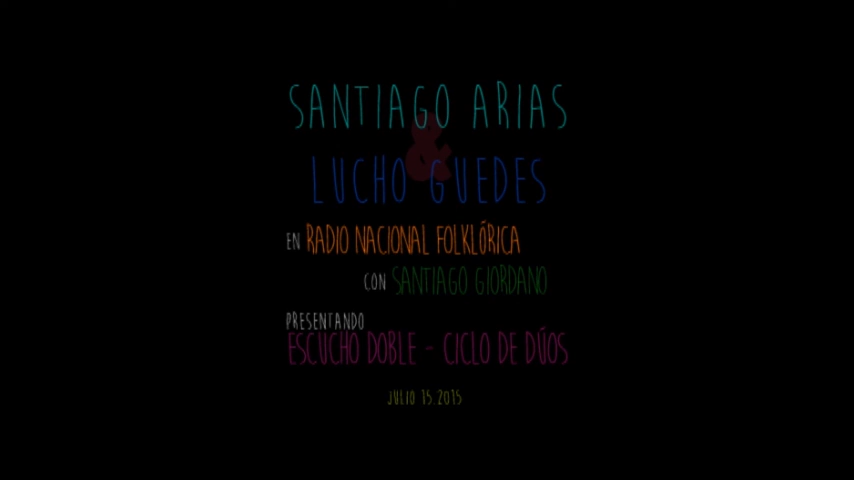 SANTIAGO ARIAS
&
LUCHO GUEDES
EN RADIO NACIONAL FOLKLÓRICA
CON SANTIAGO GIORDANO
PRESENTANDO
ESCUCHO DOBLE - CICLO DE DÚOS
JULIO 15.2015